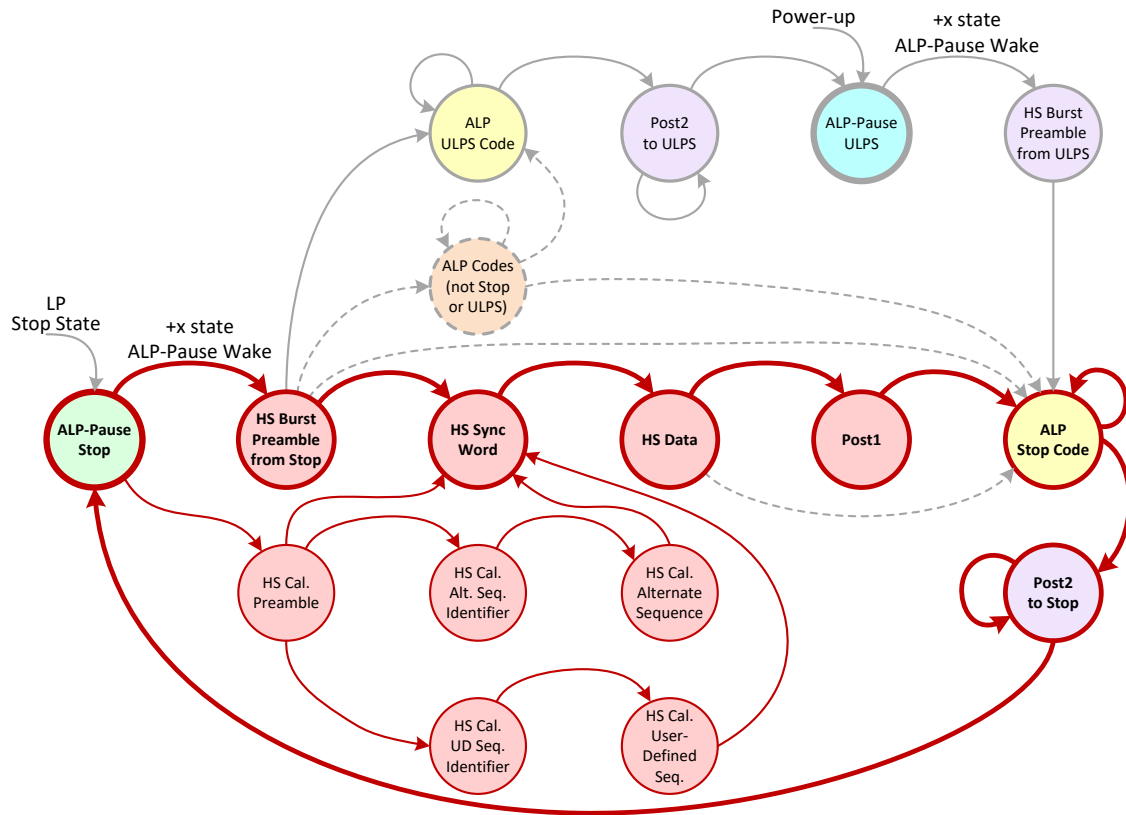 Power-up
+x state
ALP-Pause Wake
ALP
ULPS Code
Post2
to ULPS
ALP-Pause
ULPS
HS Burst
Preamble
from ULPS
ALP Codes
(not Stop
or ULPS)
LP
Stop State
+x state
ALP-Pause Wake
ALP-Pause
Stop
HS Burst
Preamble
from Stop
HS Sync
Word
HS Data
Post1
ALP
Stop Code
HS Cal.
Preamble
HS Cal.
Alt. Seq.
Identifier
HS Cal.
Alternate
Sequence
Post2
to Stop
HS Cal.
UD Seq.
Identifier
HS Cal.
User-
Defined
Seq.